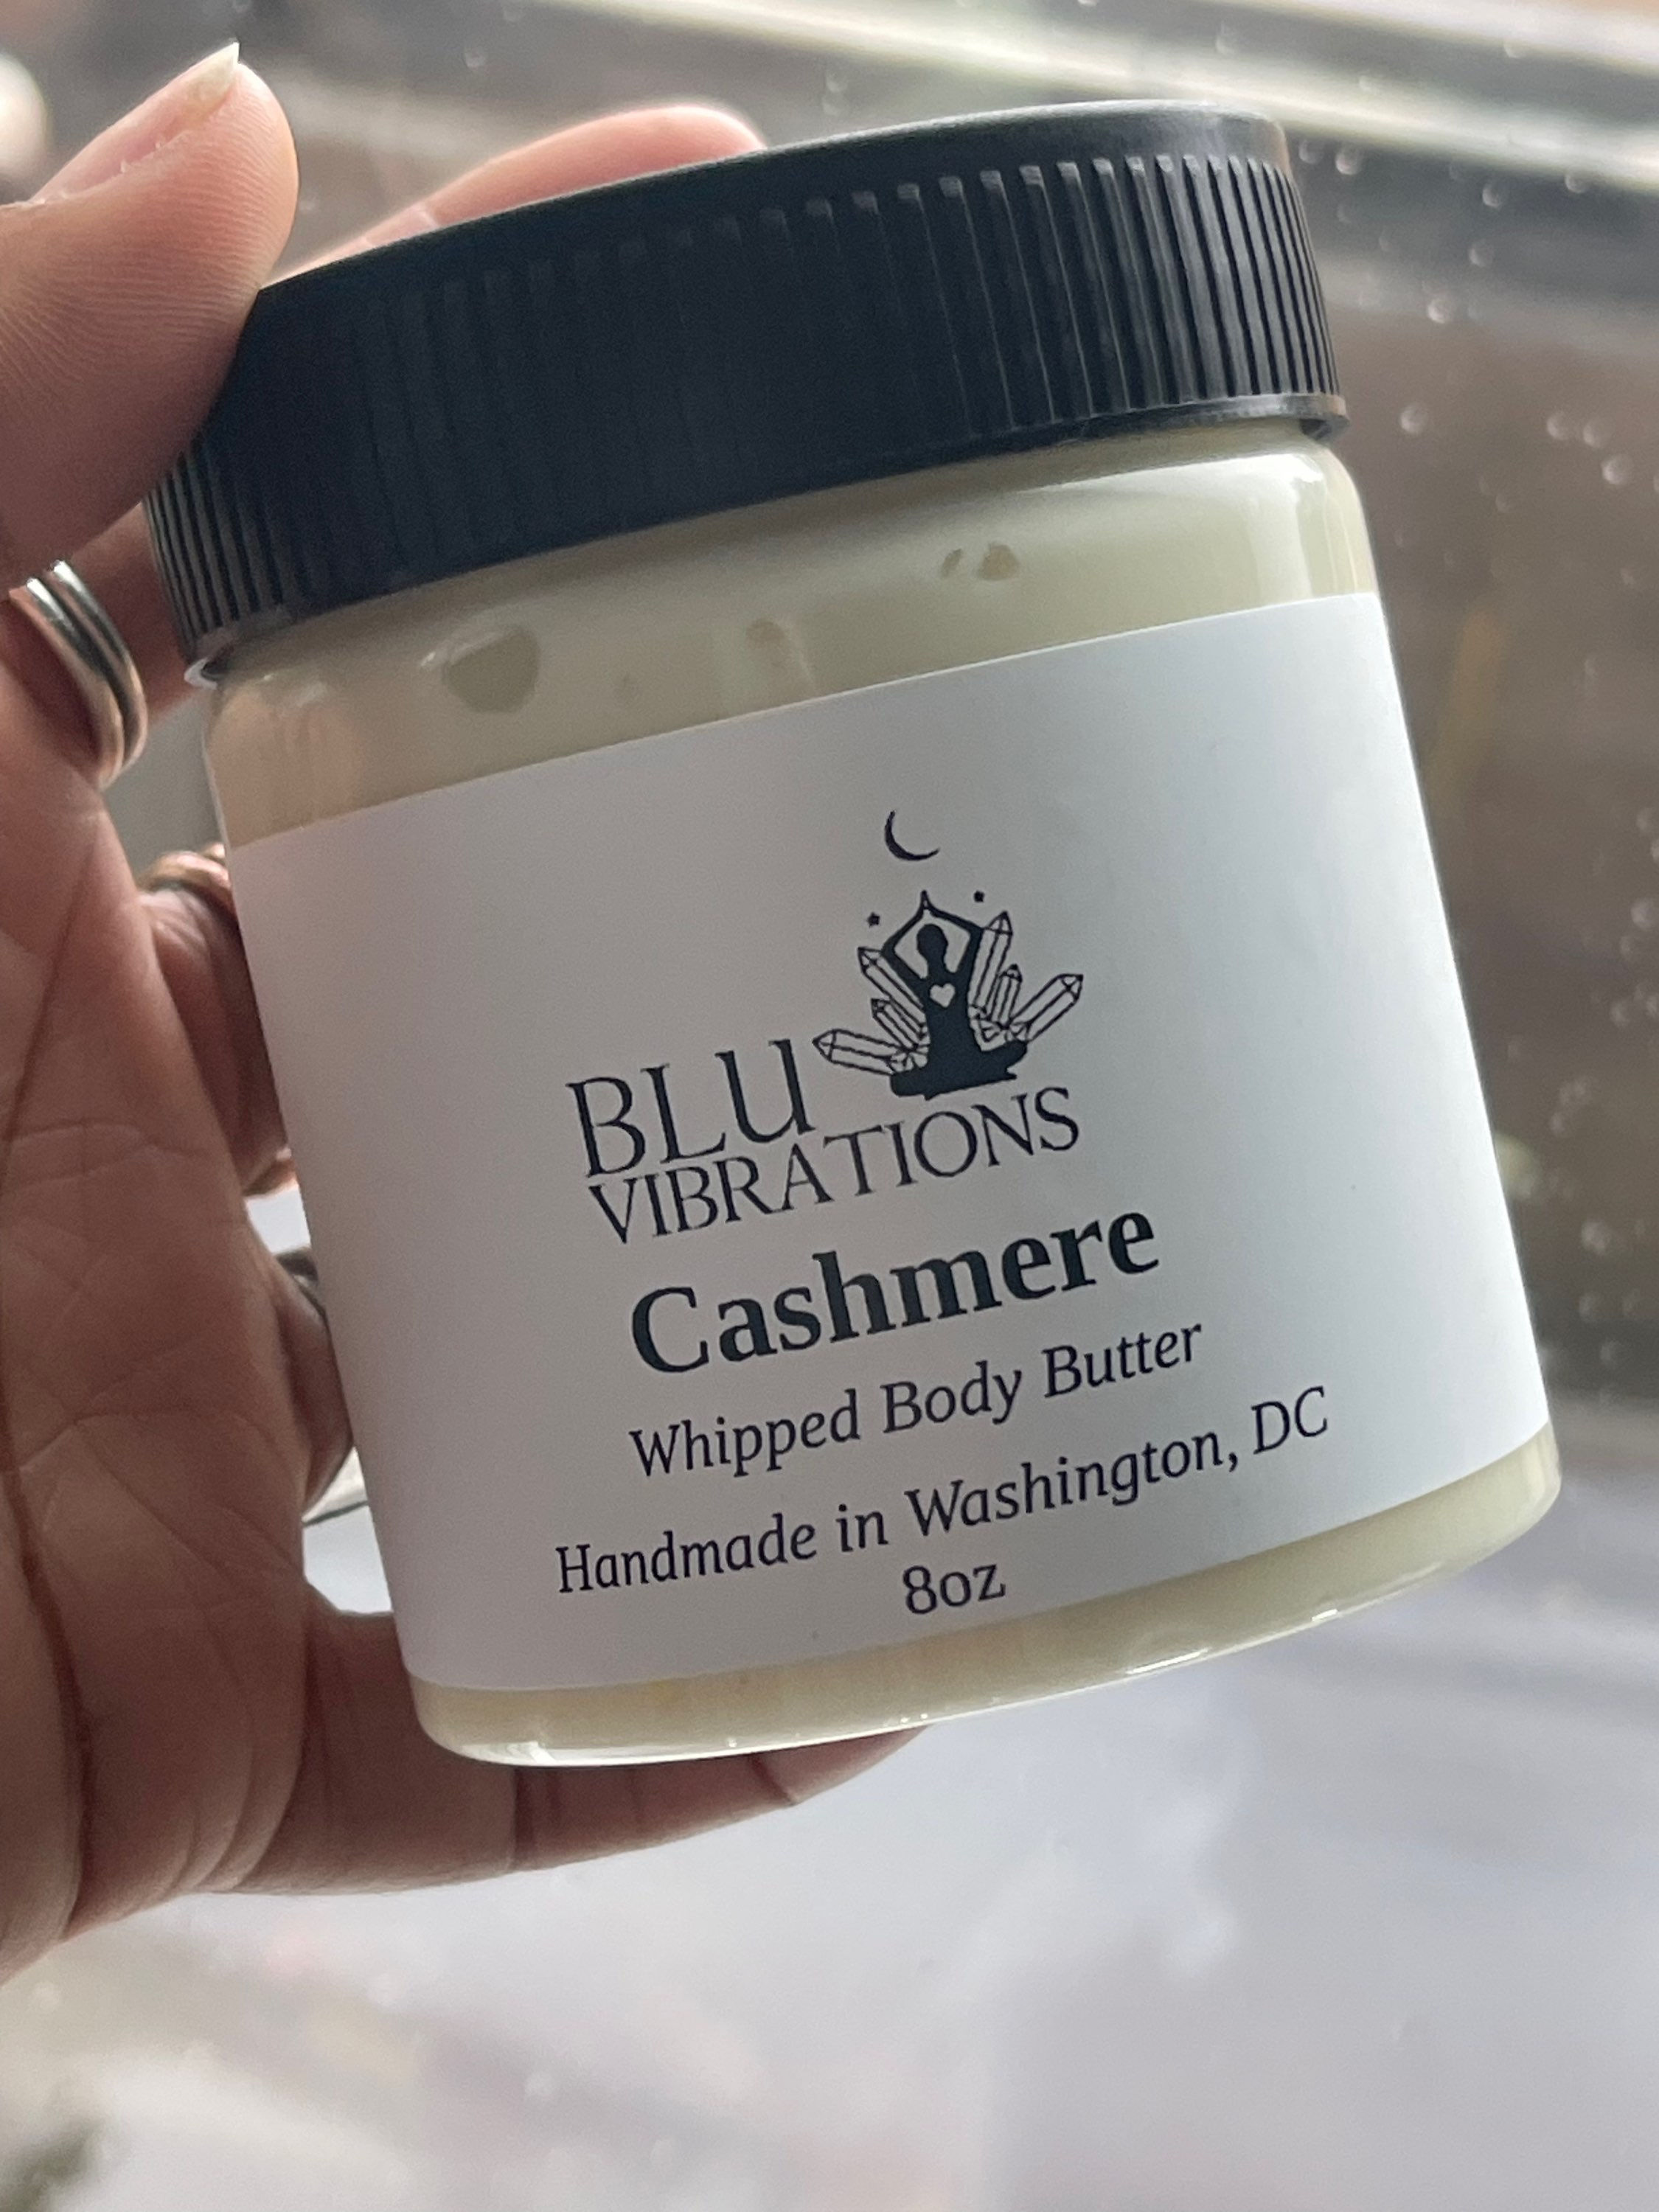 BLU
VIBRATIONS
Cashmere
Whipped Body Butter
Handmade in Washington, DC
8oz